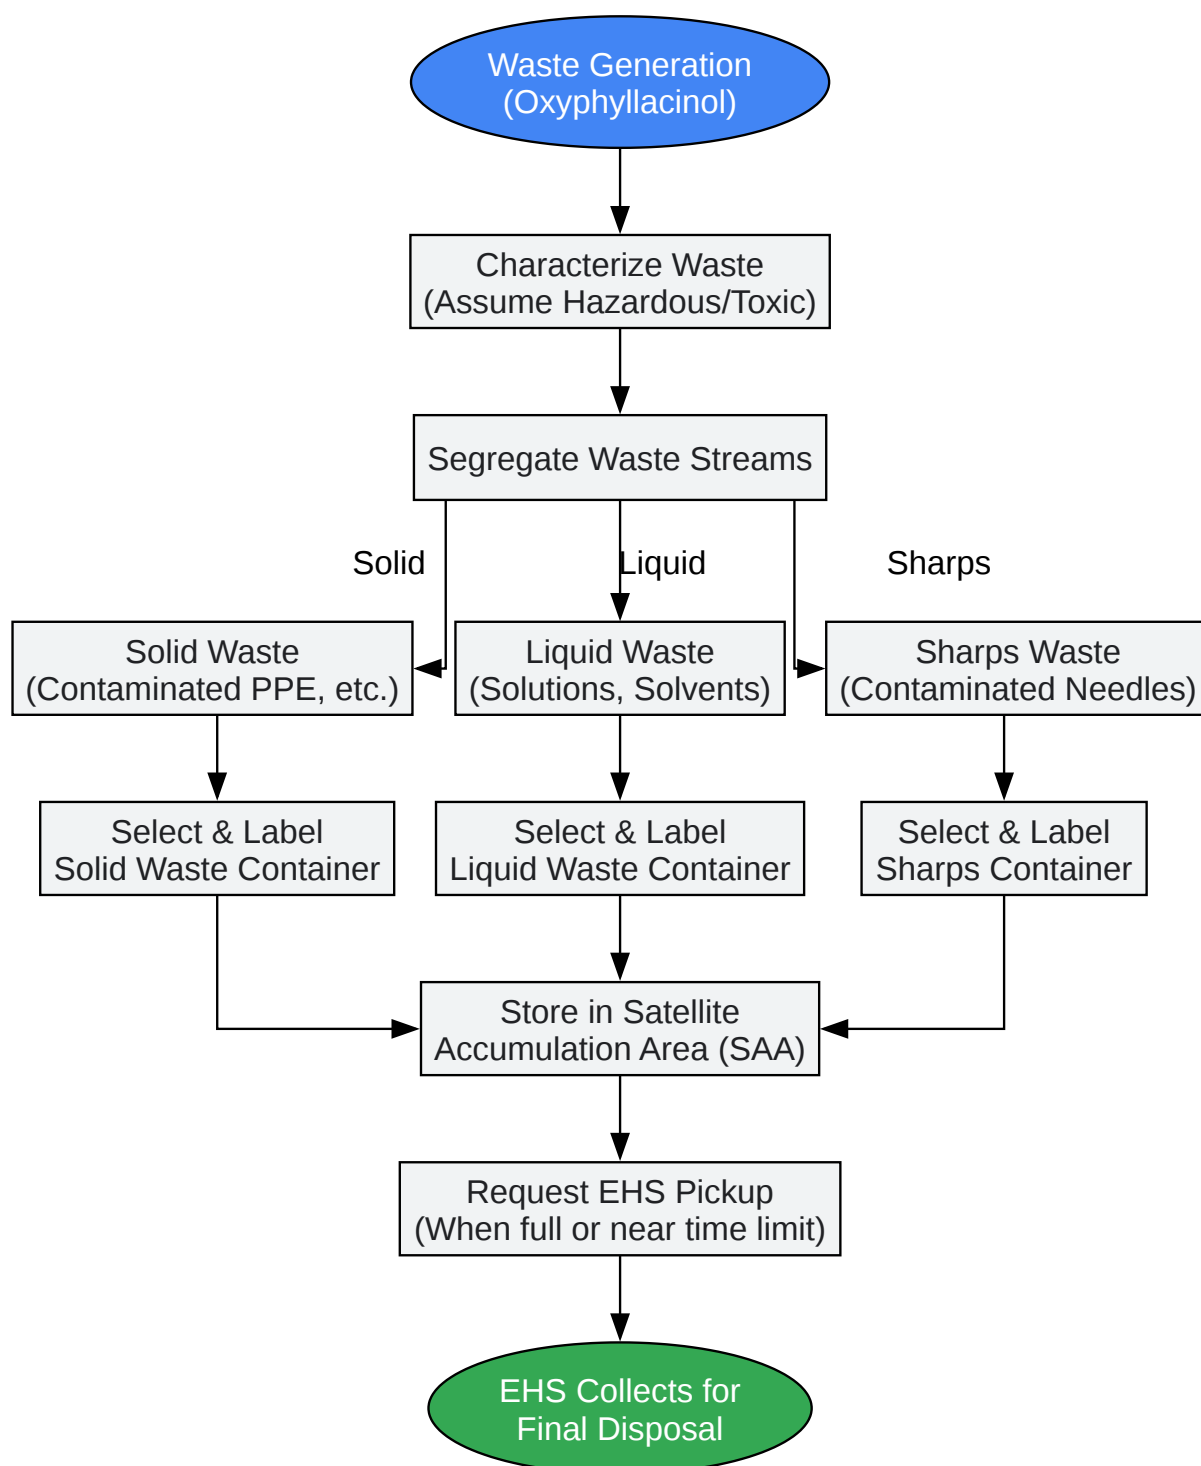 Waste Generation
(Oxyphyllacinol)
Characterize Waste
(Assume Hazardous/Toxic)
Segregate Waste Streams
Solid
Liquid
Sharps
Solid Waste
(Contaminated PPE, etc.)
Liquid Waste
(Solutions, Solvents)
Sharps Waste
(Contaminated Needles)
Select & Label
Solid Waste Container
Select & Label
Liquid Waste Container
Select & Label
Sharps Container
Store in Satellite
Accumulation Area (SAA)
Request EHS Pickup
(When full or near time limit)
EHS Collects for
Final Disposal